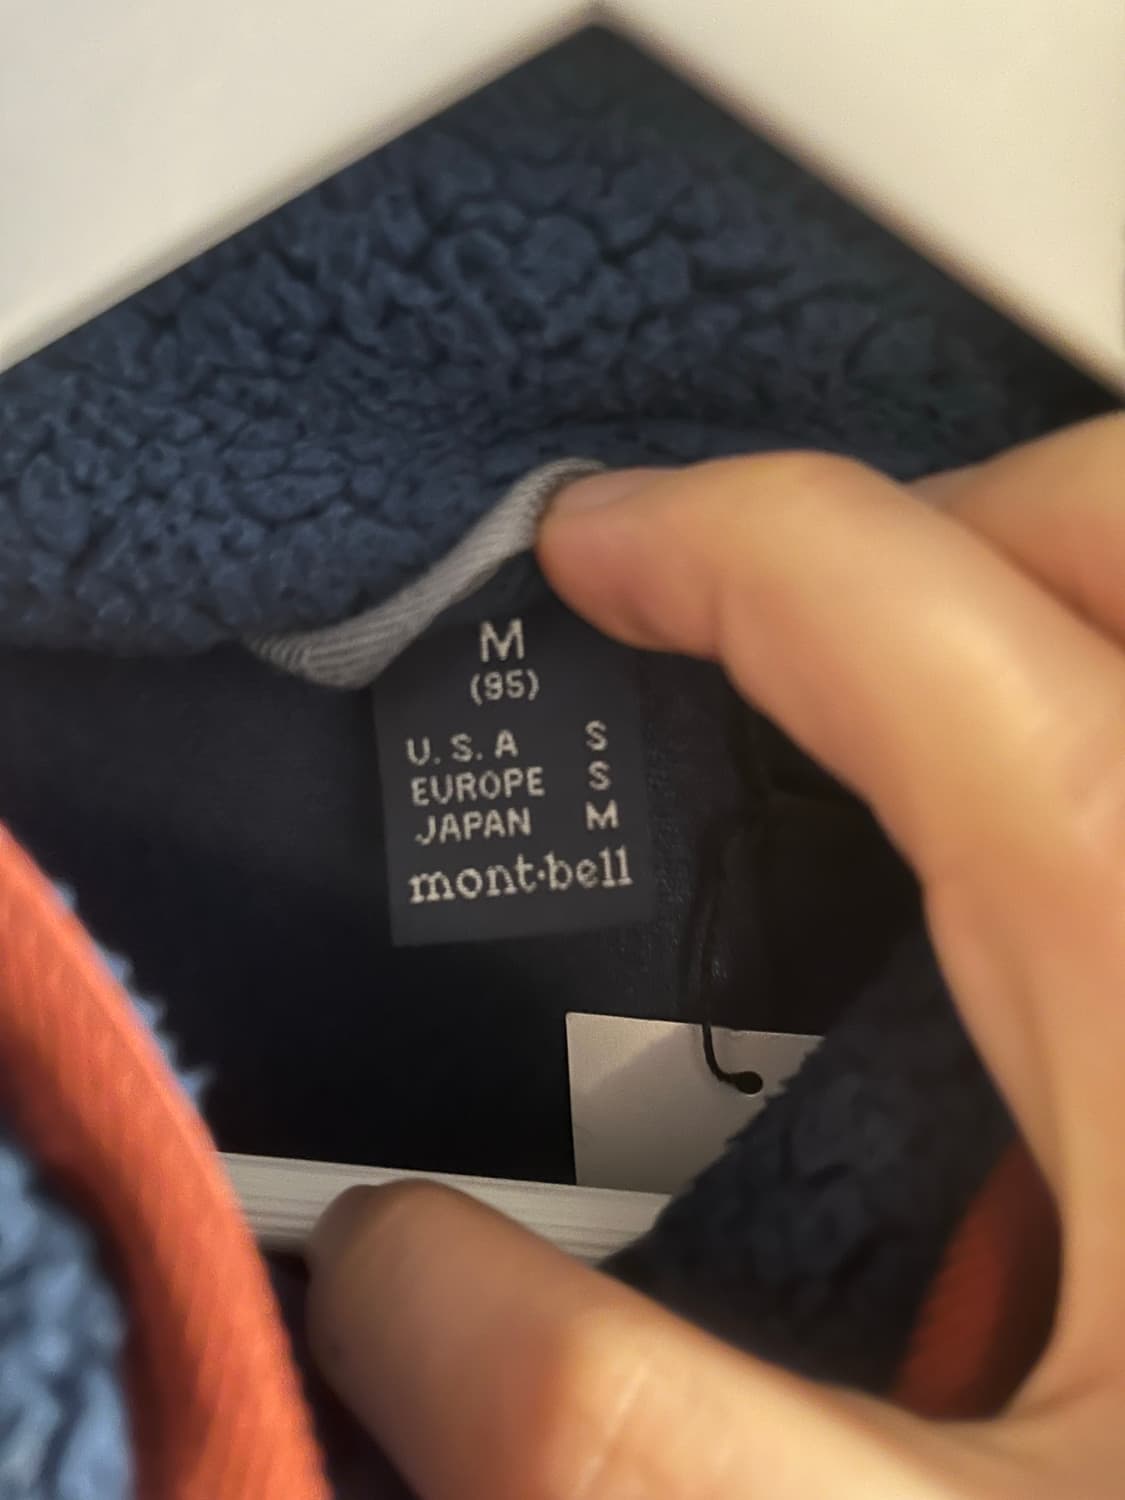 M
(95)
U.S.A S
EUROPE S
JAPAN M
mont·bell